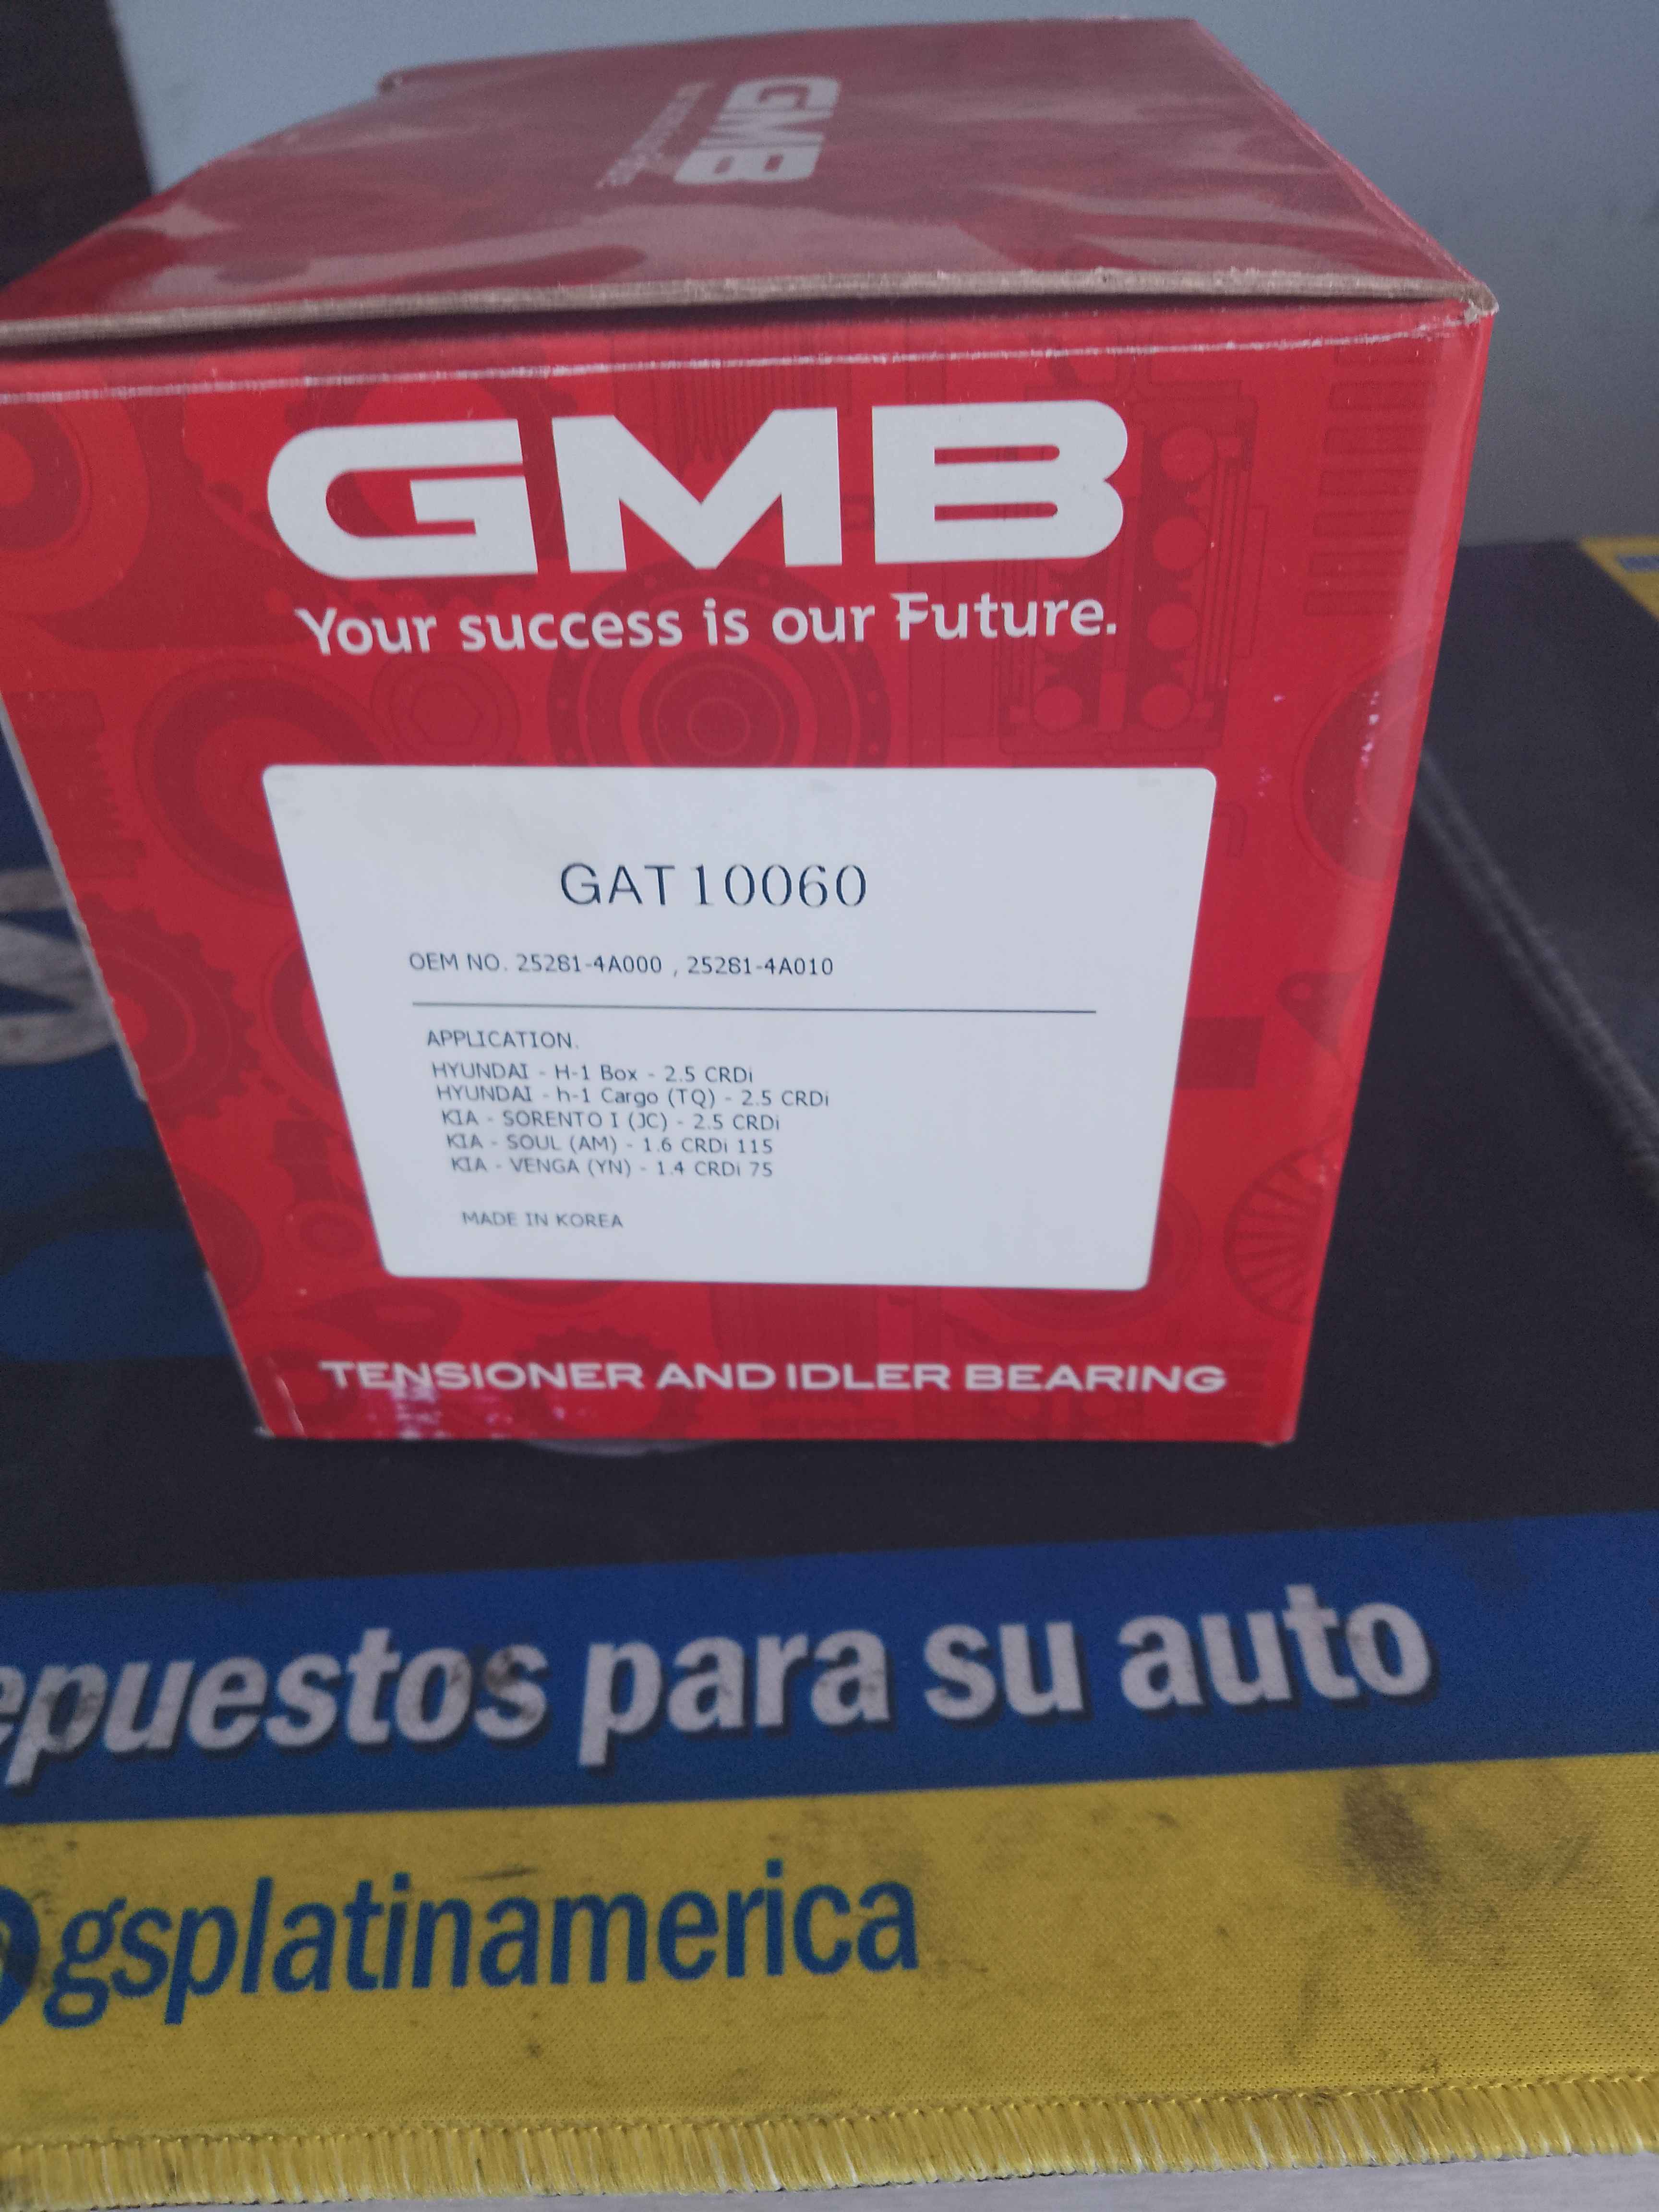 GMB
GMB
Your success is our Future.
GAT10060
OEM NO. 25281-4A000 , 25281-4A010
APPLICATION.
HYUNDAI - H-1 Box - 2.5 CRDi
HYUNDAI - h-1 Cargo (TQ) - 2.5 CRDi
KIA - SORENTO I (JC) - 2.5 CRDi
KIA - SOUL (AM) - 1.6 CRDi 115
KIA - VENGA (YN) - 1.4 CRDi 75
MADE IN KOREA
TENSIONER AND IDLER BEARING
epuestos para su auto
gsplatinamerica